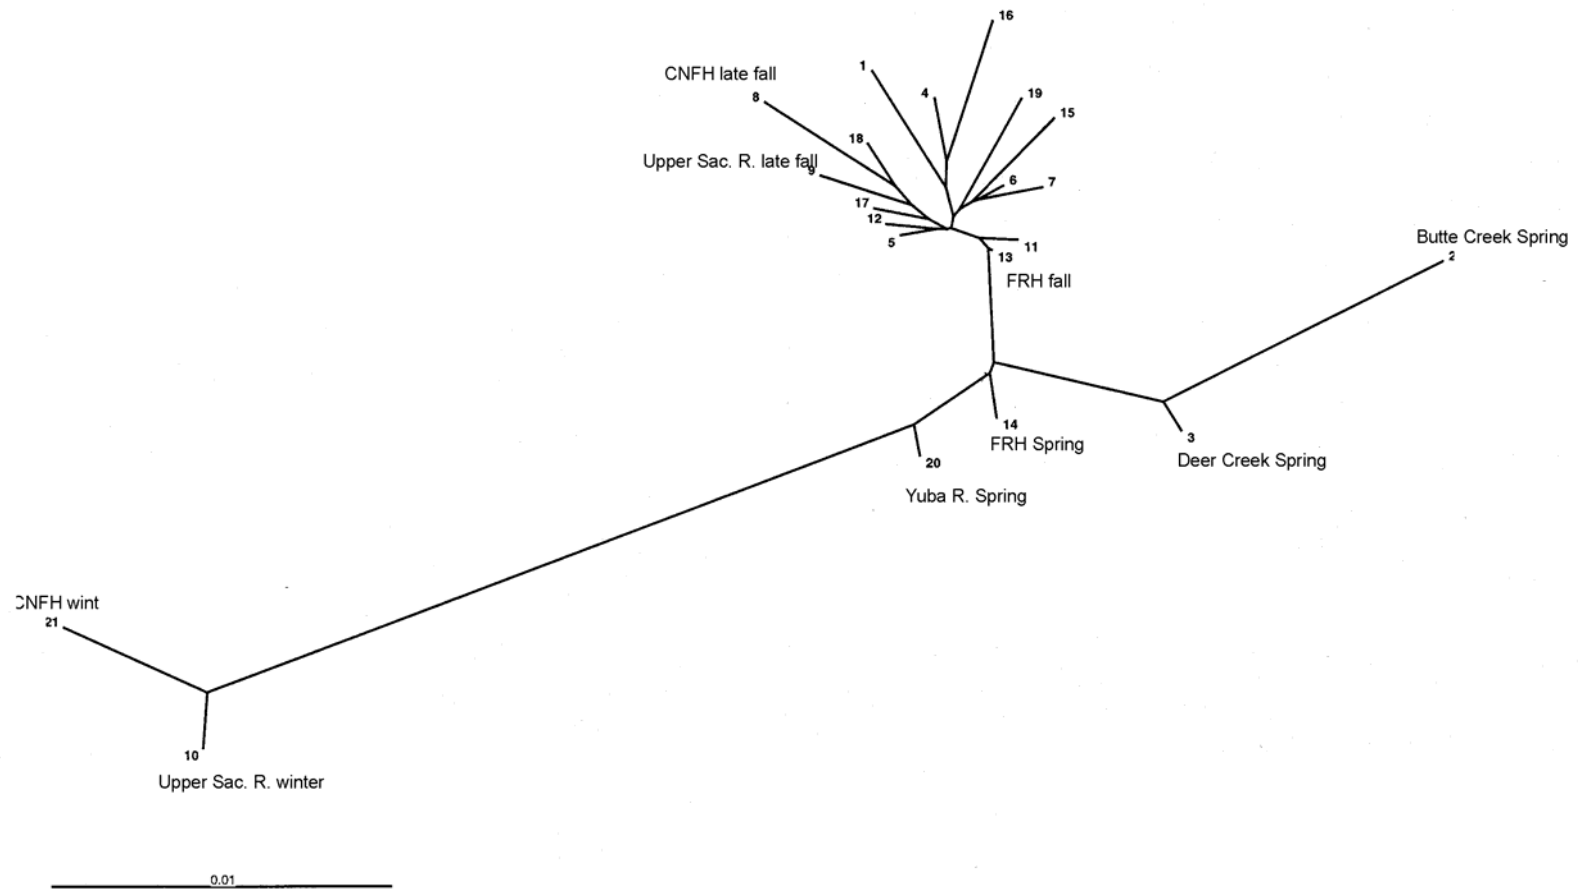 16
1
CNFH late fall
8
4
19
15
18
Upper Sac. R. late fall
9
6
7
17
12
5
11
13
FRH fall
Butte Creek Spring
2
14
FRH Spring
3
Deer Creek Spring
20
Yuba R. Spring
CNFH wint
21
10
Upper Sac. R. winter
0.01